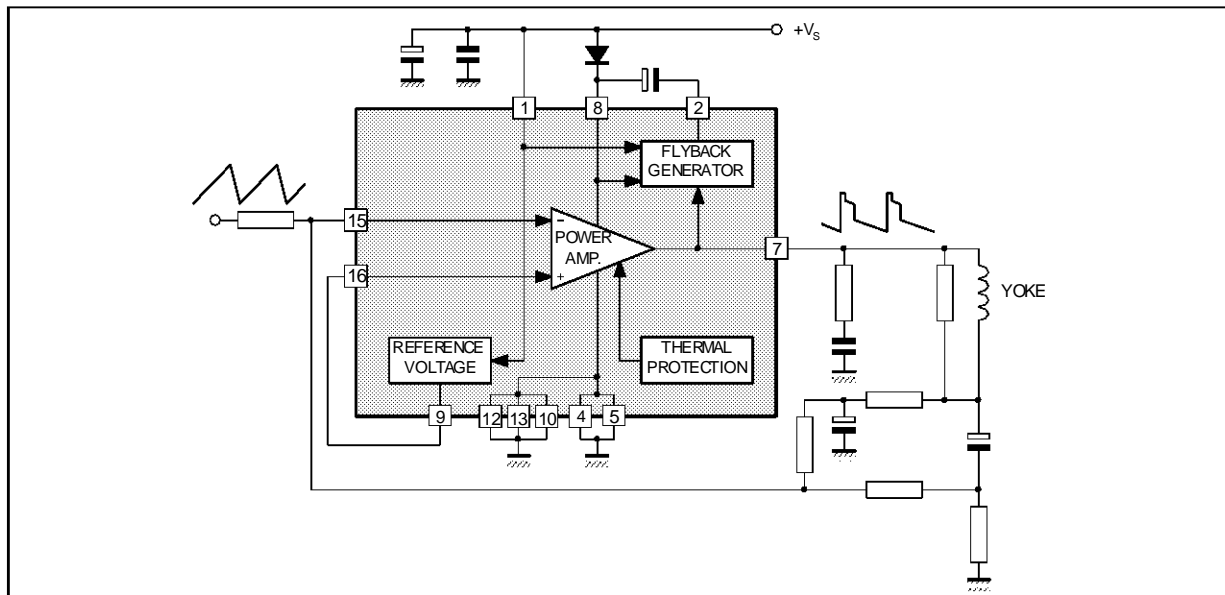 +VS
1
8
2
FLYBACK
GENERATOR
15
-
POWER
AMP.
+
7
16
YOKE
REFERENCE
VOLTAGE
THERMAL
PROTECTION
9
12
13
10
4
5